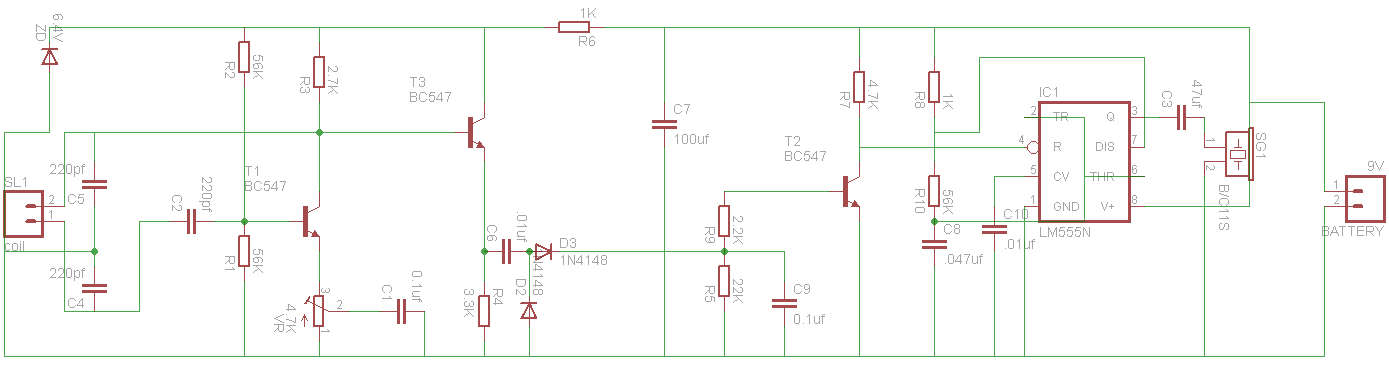 6.4V
ZD
56K
R2
2.7K
R3
T3
BC547
1K
R6
C7
100uf
4.7K
R7
1K
R8
IC1
2
TR
Q
3
4
R
DIS
7
5
CV
THR
6
1
GND
V+
8
LM555N
C3
47uf
1
2
SG1
B/C11S
9V
1
2
BATTERY
220pf
C5
SL1
2
1
coil
220pf
C4
C2
220pf
T1
BC547
56K
R1
3
2
1
4.7K
VR
C1
0.1uf
C6
.01uf
3.3K
R4
D2
1N4148
D3
1N4148
T2
BC547
2.2K
R9
22K
R5
C9
0.1uf
56K
R10
C8
.047uf
C10
.01uf